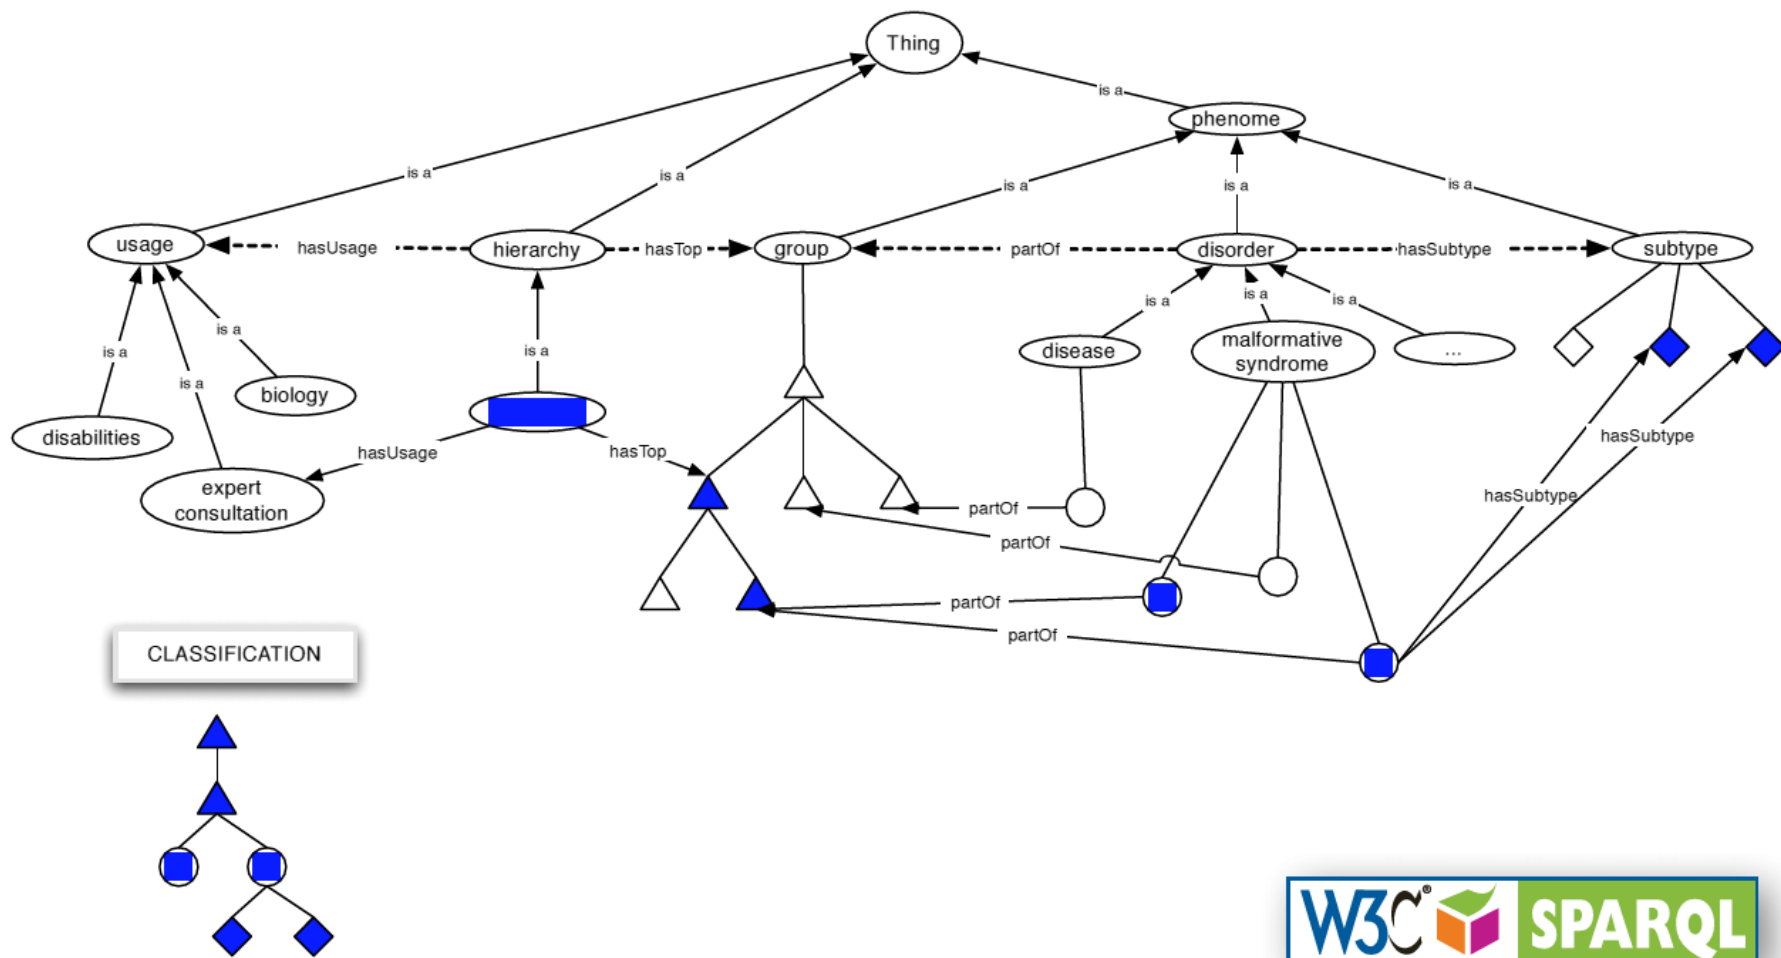 Thing
is a
phenome
is a
is a
is a
is a
is a
usage
hasUsage
hierarchy
hasTop
group
partOf
disorder
hasSubtype
subtype
is a
is a
is a
is a
malformative
syndrome
disease
...
is a
is a
is a
biology
disabilities
hasUsage
hasTop
hasSubtype
expert
consultation
hasSubtype
partOf
partOf
partOf
partOf
CLASSIFICATION
W3C®
SPARQL